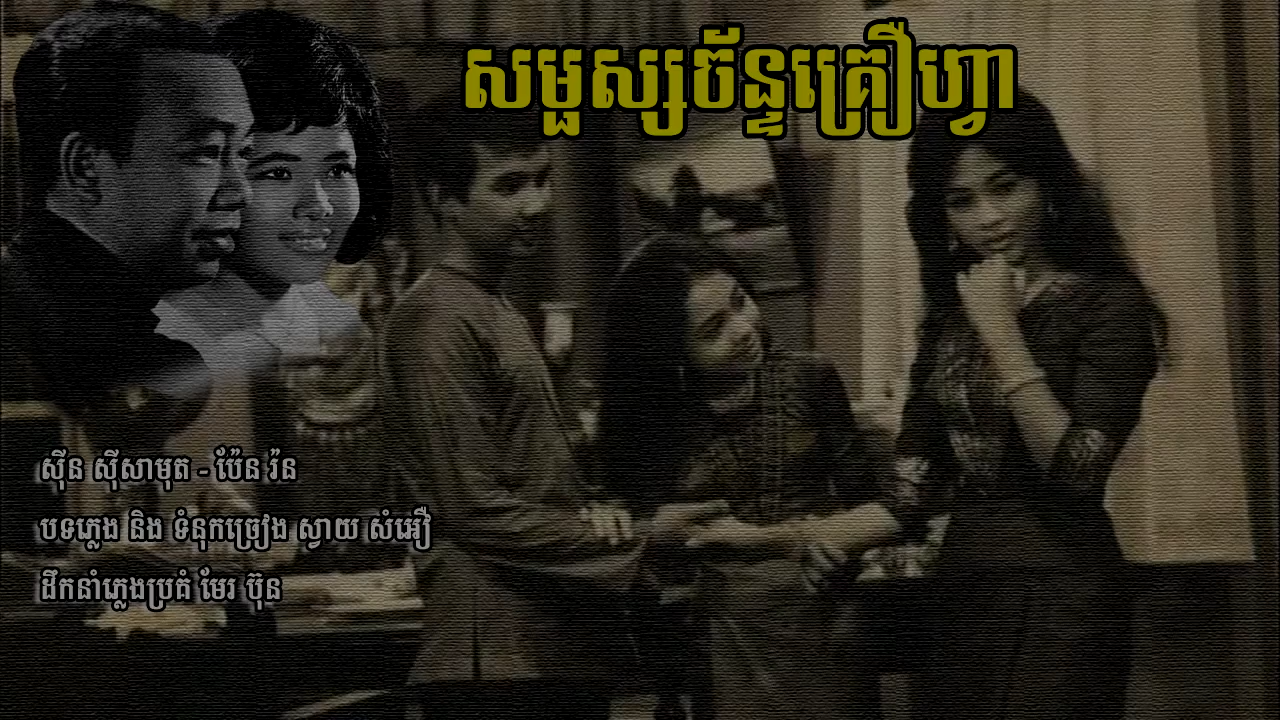 សម្ផស្សច័ន្ទគ្រឿហ្វា
ស៊ីន ស៊ីសាមុត - ប៉ែន រ៉ន
បទភ្លេង និង ទំនុកច្រៀង ស្វាយ សំអឿ
ដឹកនាំភ្លេងប្រគំ មែរ ប៊ុន